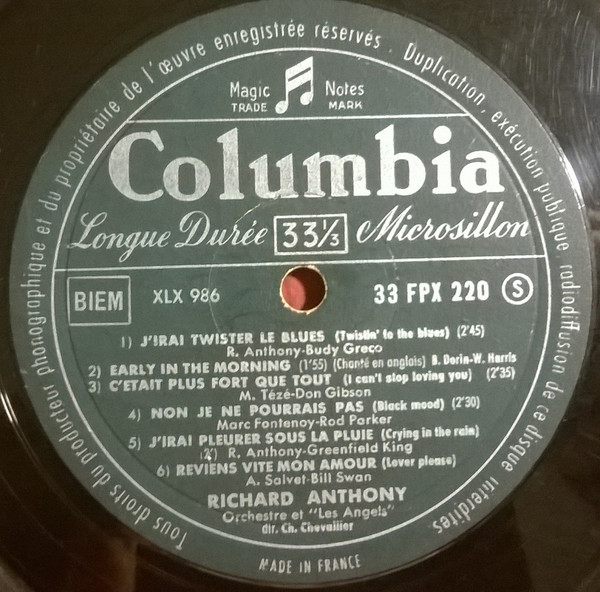 Tous droits du producteur phonographique et du propriétaire de l'œuvre enregistrée réservés. Duplication, exécution publique radiodiffusion de ce disque interdites
Magic Notes
TRADE MARK
Columbia
Longue Durée 33⅓ Microsillon
BIEM XLX 986 33 FPX 220 S
1) J'IRAI TWISTER LE BLUES (Twistin' to the blues) (2'45)
R. Anthony-Budy Greco
2) EARLY IN THE MORNING (1'55) (Chanté en anglais) B. Dorin-W. Harris
3) C'ETAIT PLUS FORT QUE TOUT (I can't stop loving you) (2'35)
M. Tézé-Don Gibson
4) NON JE NE POURRAIS PAS (Black mood) (2'30)
Marc Fontenoy-Rod Parker
5) J'IRAI PLEURER SOUS LA PLUIE (Crying in the rain)
(2') R. Anthony-Greenfield King
6) REVIENS VITE MON AMOUR (Lover please)
A. Salvet-Bill Swan
RICHARD ANTHONY
Orchestre et "Les Angels"
dir. Ch. Chevallier
MADE IN FRANCE